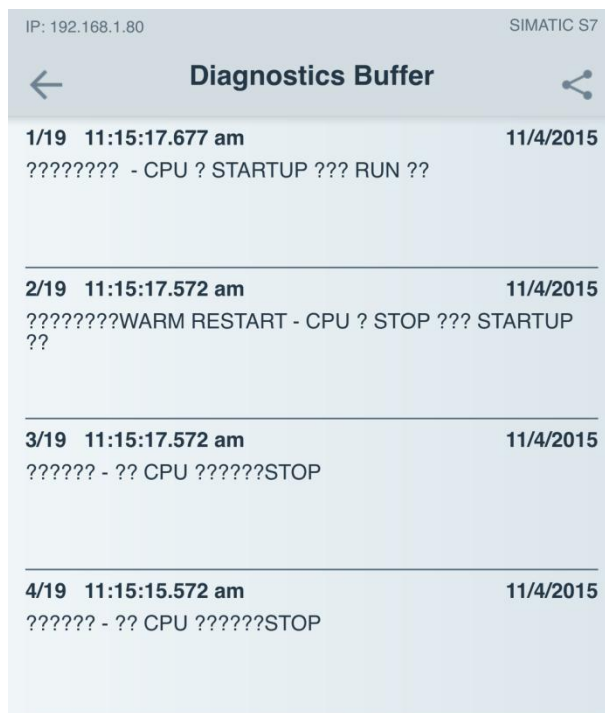 IP: 192.168.1.80 SIMATIC S7
Diagnostics Buffer
1/19 11:15:17.677 am 11/4/2015
???????? - CPU ? STARTUP ??? RUN ??
2/19 11:15:17.572 am 11/4/2015
????????WARM RESTART - CPU ? STOP ??? STARTUP
??
3/19 11:15:17.572 am 11/4/2015
?????? - ?? CPU ??????STOP
4/19 11:15:15.572 am 11/4/2015
?????? - ?? CPU ??????STOP